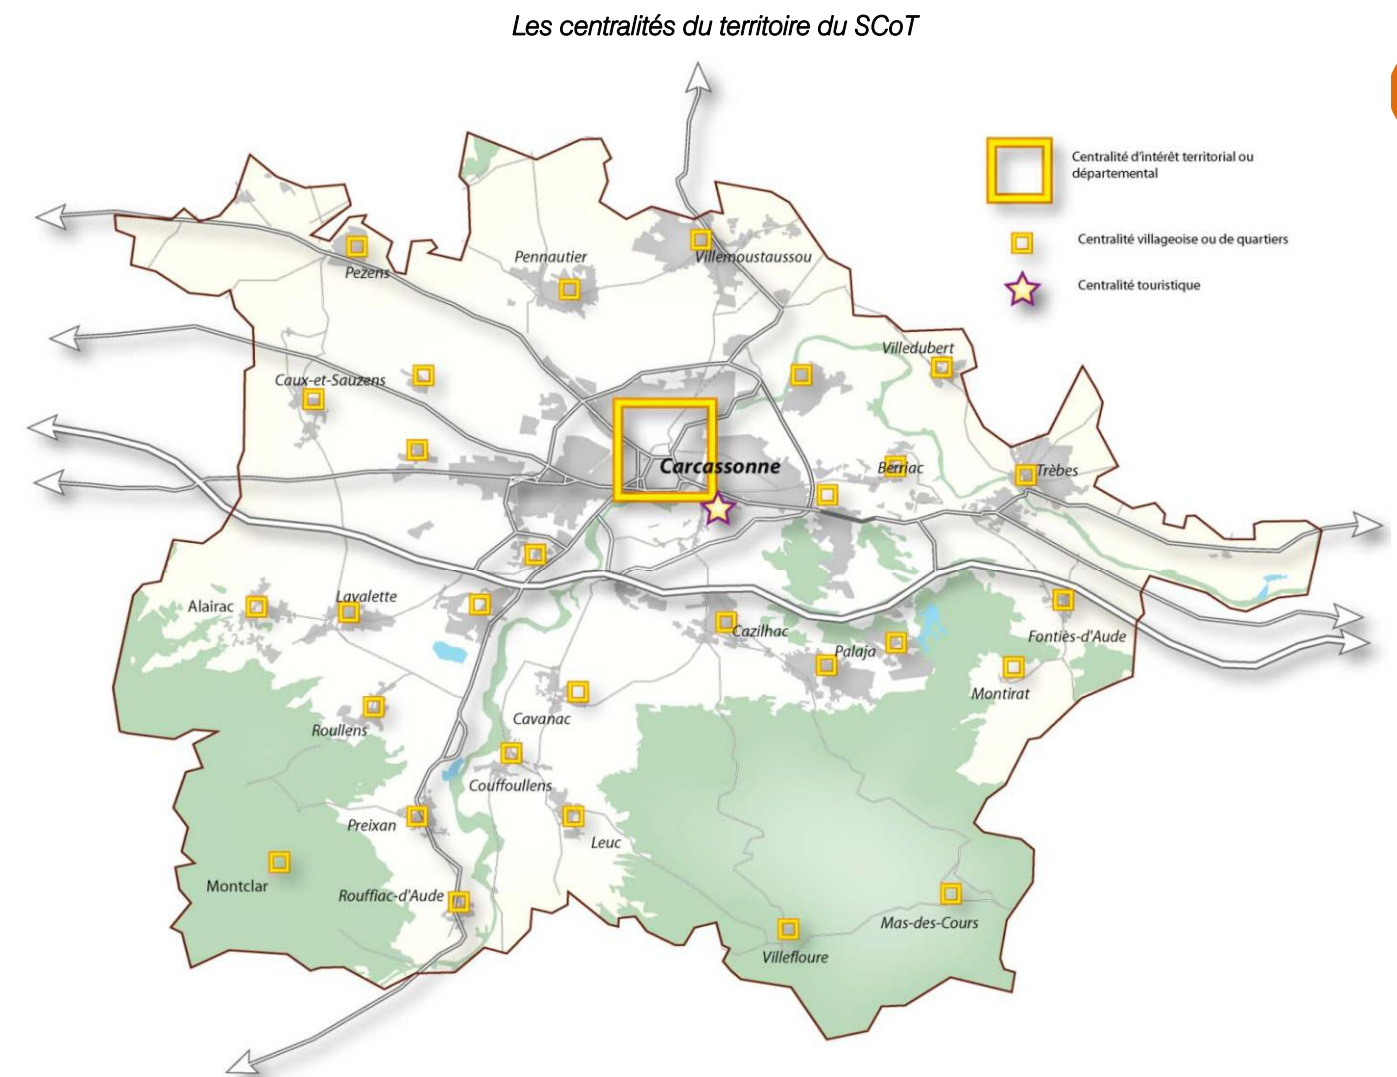 Les centralités du territoire du SCoT
Centralité d'intérêt territorial ou
départemental
Centralité villageoise ou de quartiers
Centralité touristique
Pezens
Pennautier
Villemoustaussou
Villedubert
Caux-et-Sauzens
Carcassonne
Berriac
Trèbes
Alairac
Lavalette
Cazilhac
Palaja
Fontiès-d'Aude
Montirat
Roullens
Cavanac
Couffoullens
Preixan
Leuc
Montclar
Rouffiac-d'Aude
Mas-des-Cours
Villefloure